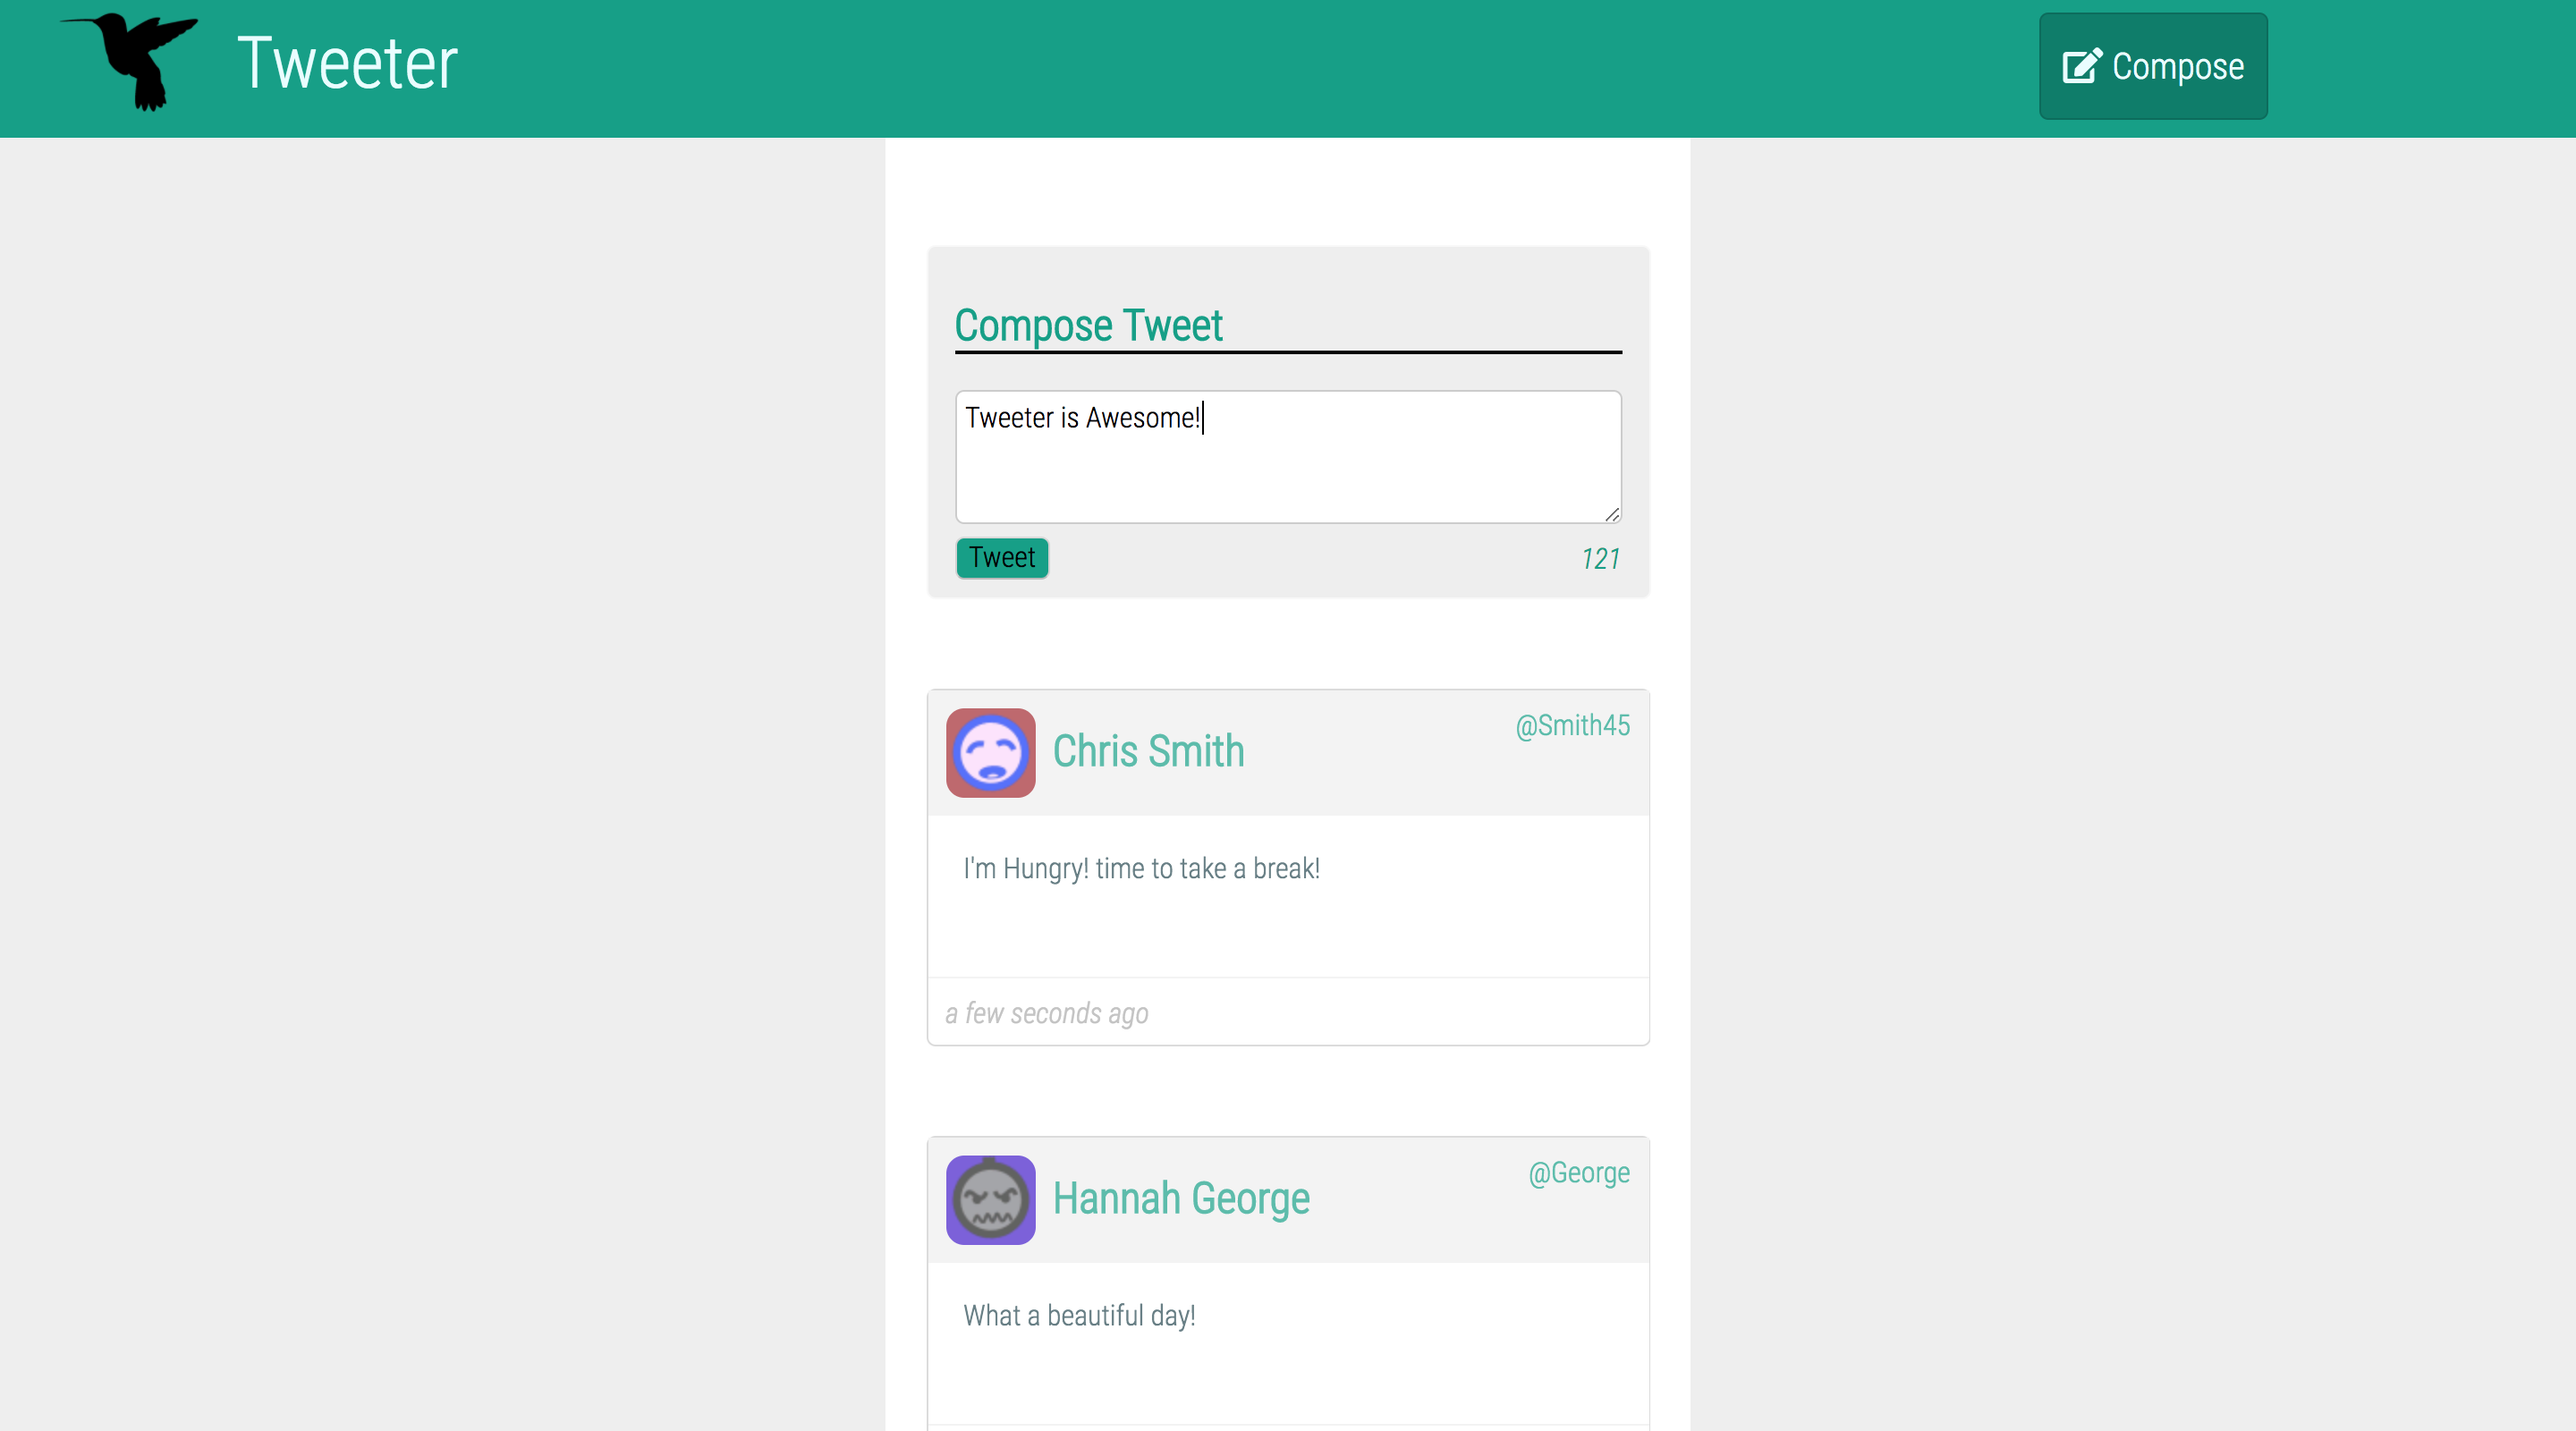 Tweeter
Compose
Compose Tweet
Tweeter is Awesome!
Tweet
121
Chris Smith
@Smith45
I'm Hungry! time to take a break!
a few seconds ago
Hannah George
@George
What a beautiful day!